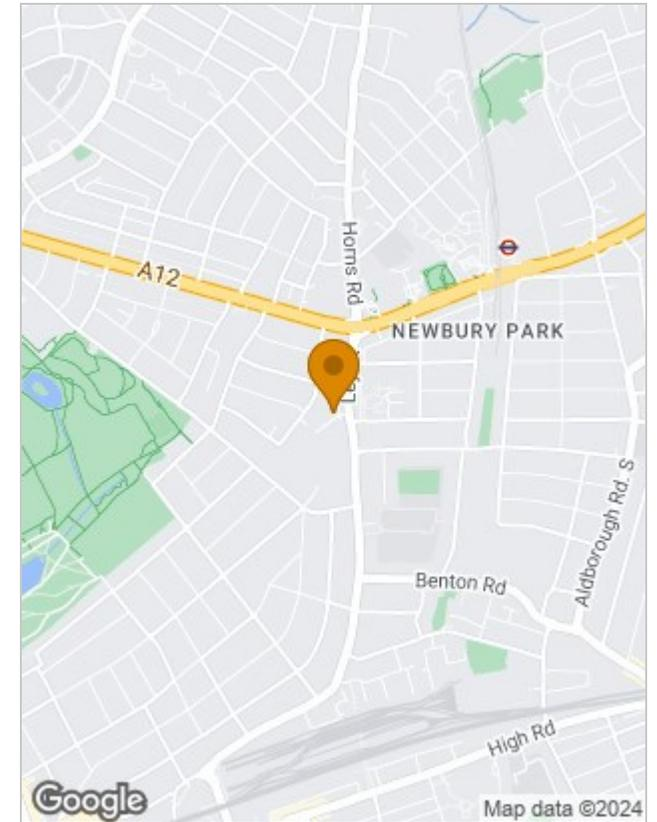 Horns Rd
A12
NEWBURY PARK
Aldborough Rd. S
Benton Rd
High Rd
Google
Map data ©2024